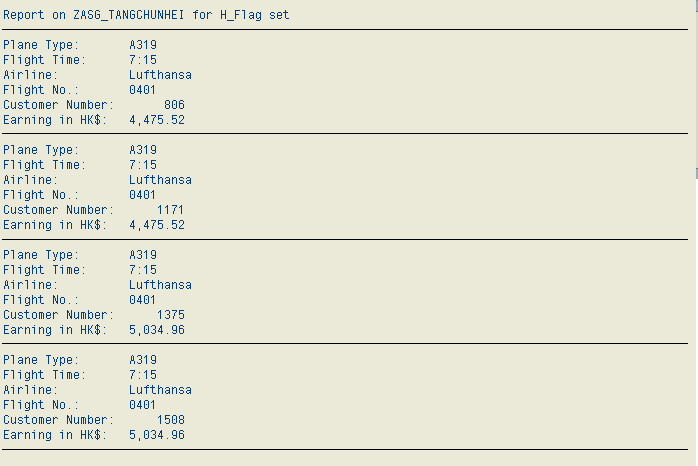 Report on ZASG_TANGCHUNHEI for H_Flag set
Plane Type: A319
Flight Time: 7:15
Airline: Lufthansa
Flight No.: 0401
Customer Number: 806
Earning in HK$: 4,475.52
Plane Type: A319
Flight Time: 7:15
Airline: Lufthansa
Flight No.: 0401
Customer Number: 1171
Earning in HK$: 4,475.52
Plane Type: A319
Flight Time: 7:15
Airline: Lufthansa
Flight No.: 0401
Customer Number: 1375
Earning in HK$: 5,034.96
Plane Type: A319
Flight Time: 7:15
Airline: Lufthansa
Flight No.: 0401
Customer Number: 1508
Earning in HK$: 5,034.96